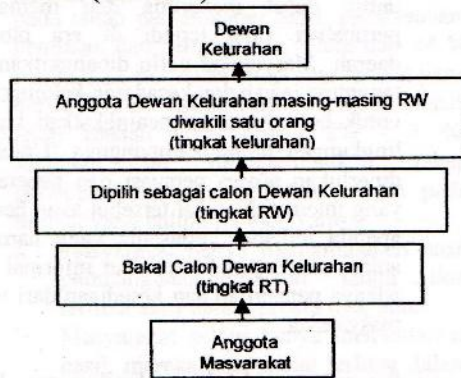 Dewan
Kelurahan
Anggota Dewan Kelurahan masing-masing RW
diwakili satu orang
(tingkat kelurahan)
Dipilih sebagai calon Dewan Kelurahan
(tingkat RW)
Bakal Calon Dewan Kelurahan
(tingkat RT)
Anggota
Masvarakat